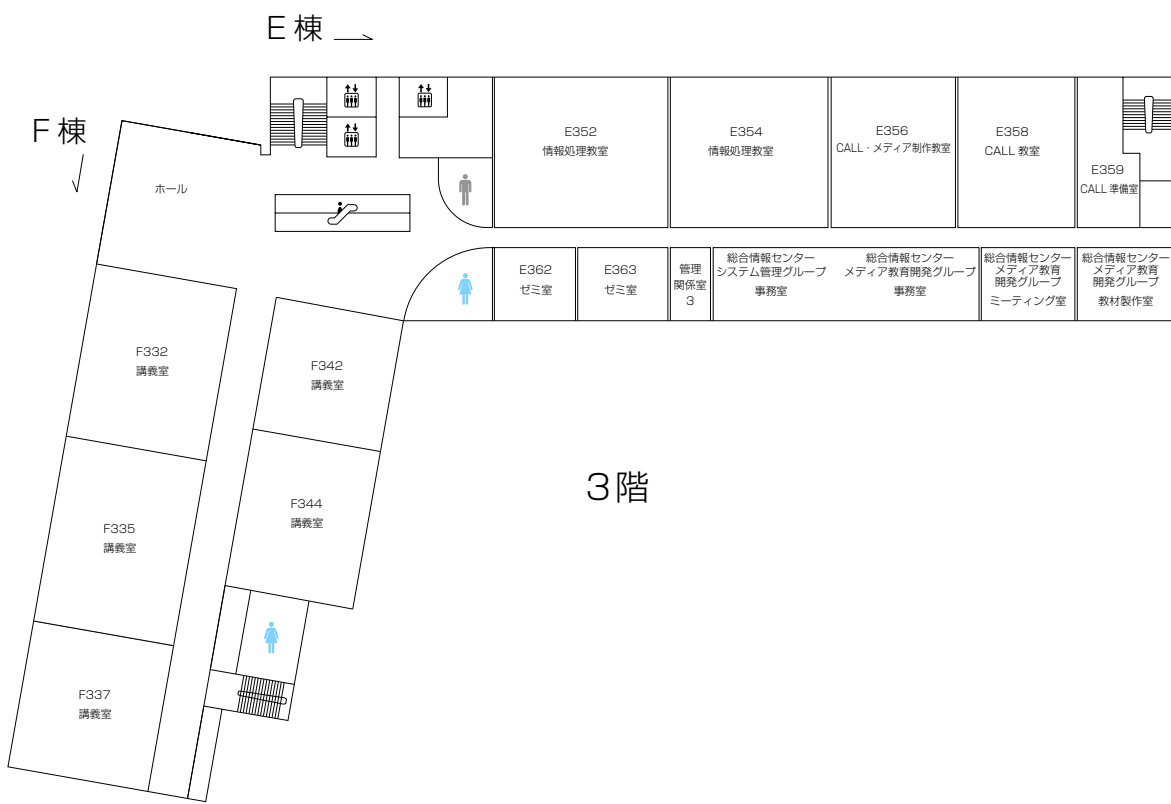 E棟
F棟
ホール
E352
情報処理教室
E354
情報処理教室
E356
CALL・メディア制作教室
E358
CALL 教室
E359
CALL 準備室
E362
ゼミ室
E363
ゼミ室
管理
関係室
3
総合情報センター
システム管理グループ
事務室
総合情報センター
メディア教育開発グループ
事務室
総合情報センター
メディア教育
開発グループ
ミーティング室
総合情報センター
メディア教育
開発グループ
教材製作室
F332
講義室
F342
講義室
F335
講義室
F344
講義室
F337
講義室
3階